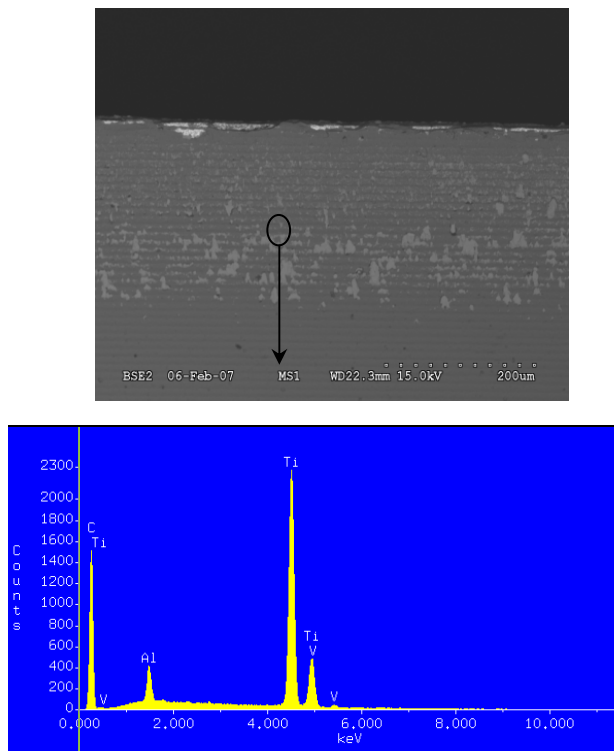 BSE2 06-Feb-07 MS1 WD22.3mm 15.0kV 200um
2300
2000
1800
1600
1400
1200
1000
800
600
400
200
0
Counts
C
Ti
V
Al
Ti
Ti
V
V
0.000 2.000 4.000 6.000 8.000 10.000
keV